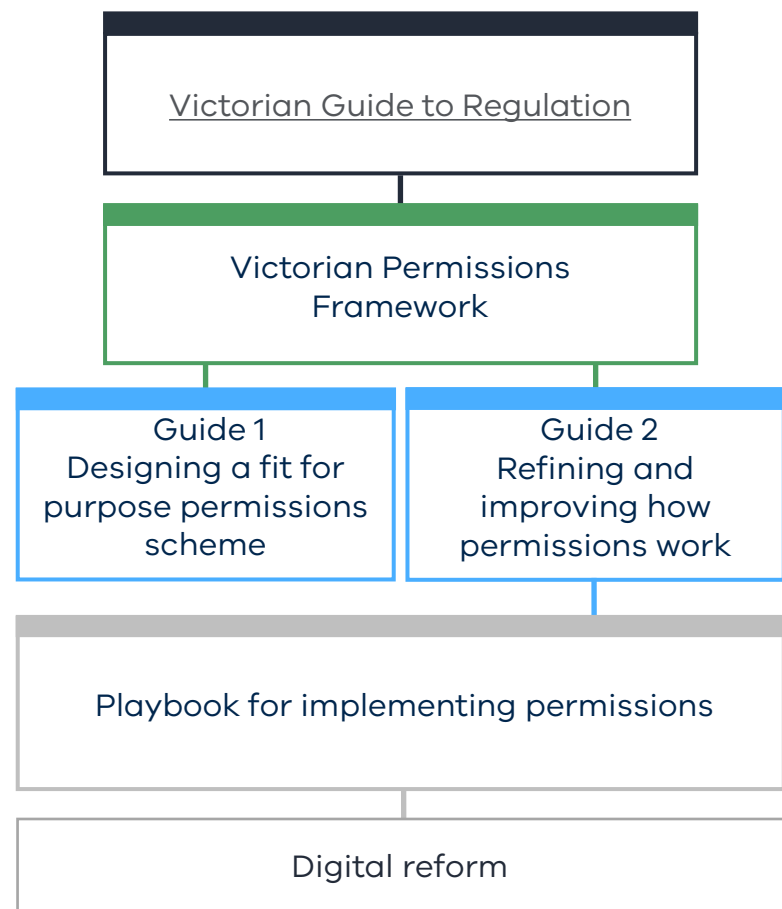 Victorian Guide to Regulation
Victorian Permissions
Framework
Guide 1
Designing a fit for
purpose permissions
scheme
Guide 2
Refining and
improving how
permissions work
Playbook for implementing permissions
Digital reform